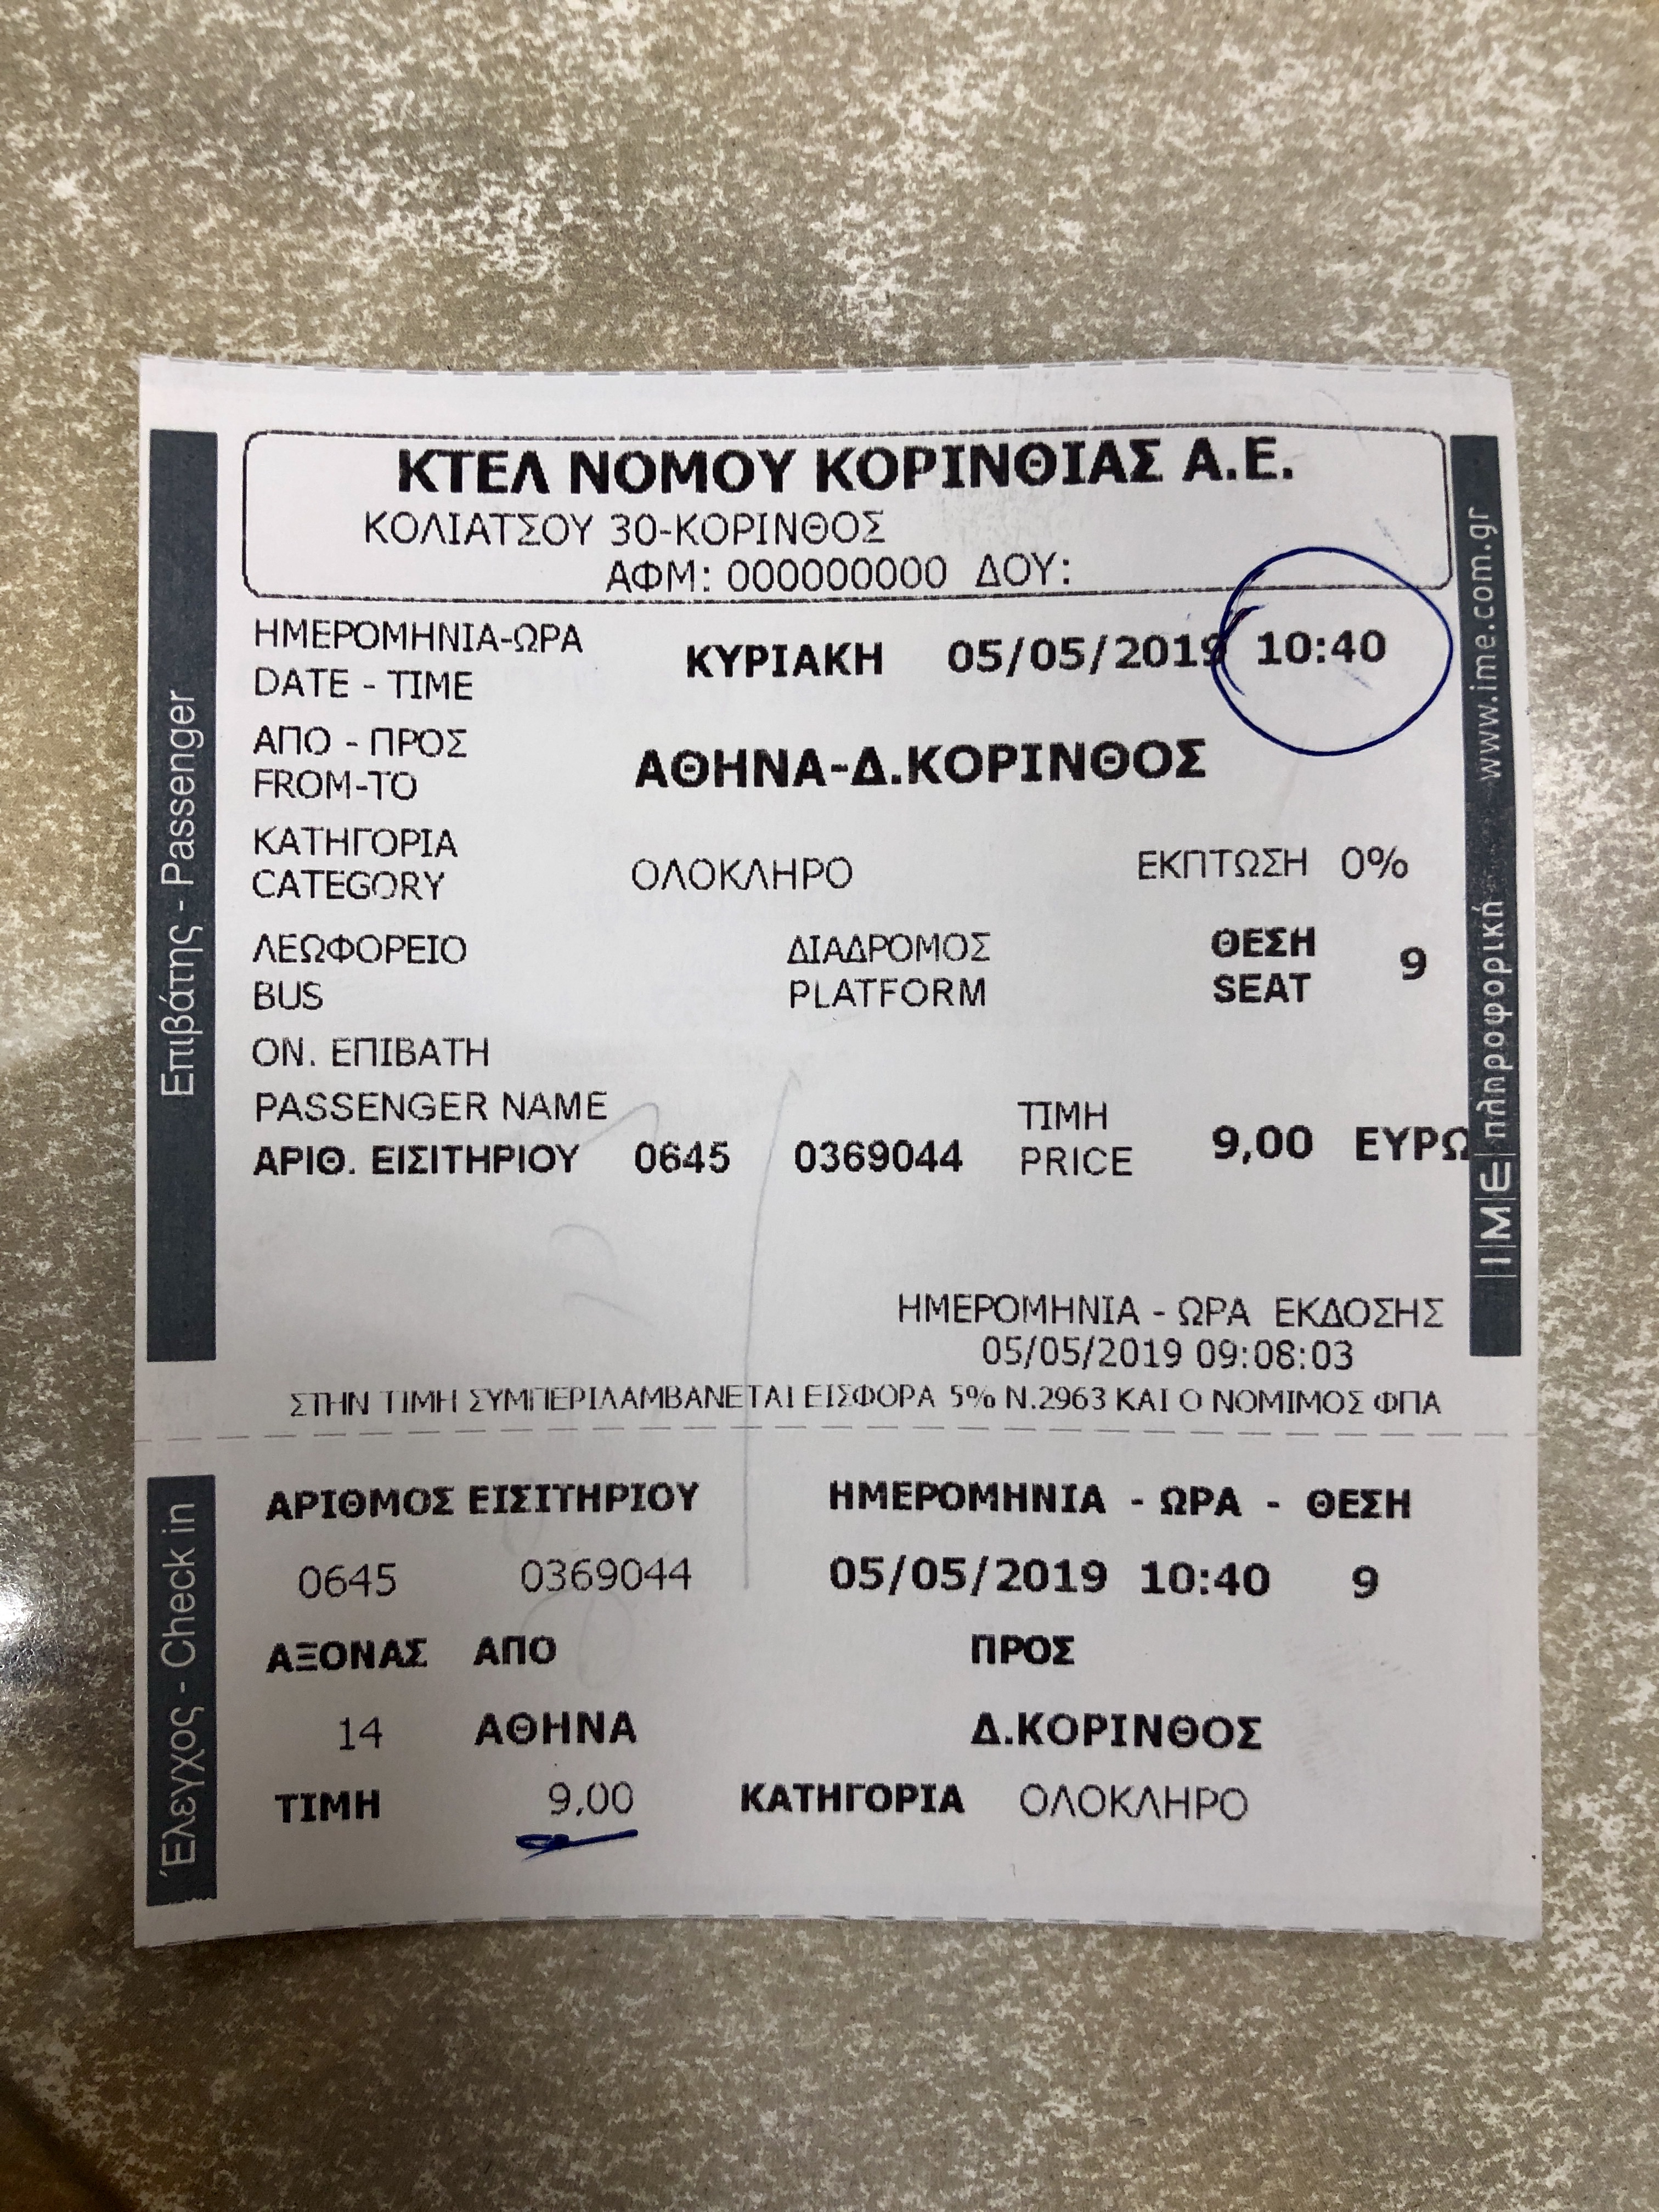 ΚΤΕΛ ΝΟΜΟΥ ΚΟΡΙΝΘΙΑΣ Α.Ε.
ΚΟΛΙΑΤΣΟΥ 30-ΚΟΡΙΝΘΟΣ
ΑΦΜ: 000000000 ΔΟΥ:
ΗΜΕΡΟΜΗΝΙΑ-ΩΡΑ
DATE - TIME
ΚΥΡΙΑΚΗ 05/05/2019 10:40
ΑΠΟ - ΠΡΟΣ
FROM-TO
ΑΘΗΝΑ-Δ.ΚΟΡΙΝΘΟΣ
ΚΑΤΗΓΟΡΙΑ
CATEGORY
ΟΛΟΚΛΗΡΟ ΕΚΠΤΩΣΗ 0%
ΛΕΩΦΟΡΕΙΟ ΔΙΑΔΡΟΜΟΣ ΘΕΣΗ 9
BUS PLATFORM SEAT
ΟΝ. ΕΠΙΒΑΤΗ
PASSENGER NAME
ΑΡΙΘ. ΕΙΣΙΤΗΡΙΟΥ 0645 0369044
ΤΙΜΗ
PRICE
9,00 ΕΥΡΩ
ΗΜΕΡΟΜΗΝΙΑ - ΩΡΑ ΕΚΔΟΣΗΣ
05/05/2019 09:08:03
ΣΤΗΝ ΤΙΜΗ ΣΥΜΠΕΡΙΛΑΜΒΑΝΕΤΑΙ ΕΙΣΦΟΡΑ 5% Ν.2963 ΚΑΙ Ο ΝΟΜΙΜΟΣ ΦΠΑ
Επιβάτης - Passenger
IME πληροφορική www.ime.com.gr
ΑΡΙΘΜΟΣ ΕΙΣΙΤΗΡΙΟΥ ΗΜΕΡΟΜΗΝΙΑ - ΩΡΑ - ΘΕΣΗ
0645 0369044 05/05/2019 10:40 9
ΑΞΟΝΑΣ ΑΠΟ ΠΡΟΣ
14 ΑΘΗΝΑ Δ.ΚΟΡΙΝΘΟΣ
ΤΙΜΗ 9,00 ΚΑΤΗΓΟΡΙΑ ΟΛΟΚΛΗΡΟ
Έλεγχος - Check in